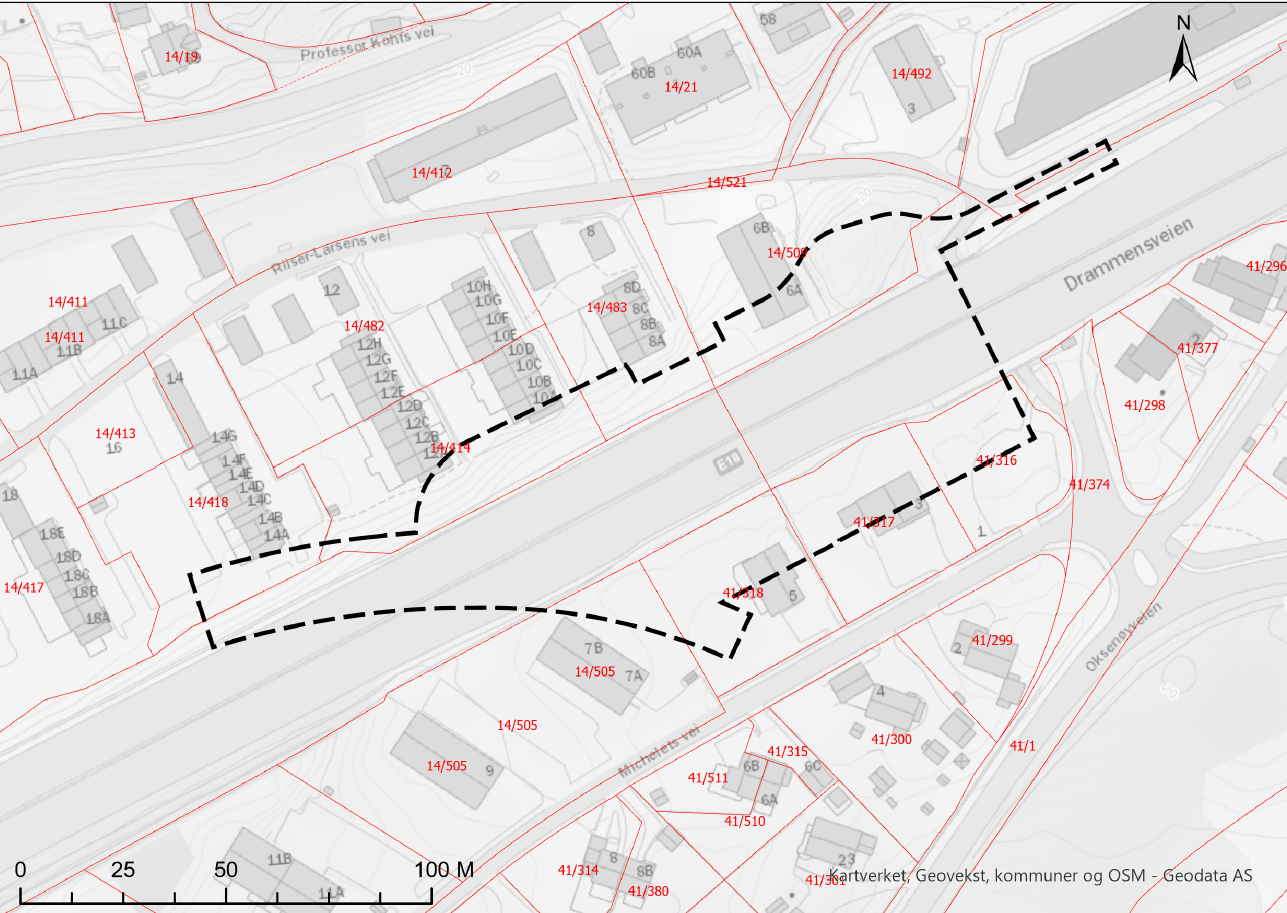 58
N
Professor Kohts vei
14/19
60A
20
60B
14/21
14/492
3
14/412
14/521
20
6B
8
14/509
Drammensveien
Riiser-Larsens vei
41/296
12
10H
8D
6A
14/411
10G
14/483
8C
11C
10F
8B
14/482
14/411
12H
10E
8A
2
11B
12G
10D
41/377
11A
12F
10C
14
12E
10B
12D
10A
41/298
14/413
12C
14G
12B
16
14/414
14F
41/316
14E
E18
41/374
18
14D
14/418
14C
3
14B
41/317
18E
14A
1
18D
18C
14/417
18B
41/318
5
18A
Oksenøyveien
7B
41/299
2
14/505
7A
20
4
14/505
41/300
41/1
Michelets vei
41/315
14/505
9
6B
6C
41/511
6A
41/510
11B
8
23
0 25 50 100 M
41/314
8B
Kartverket, Geovekst, kommuner og OSM - Geodata AS
11A
41/380